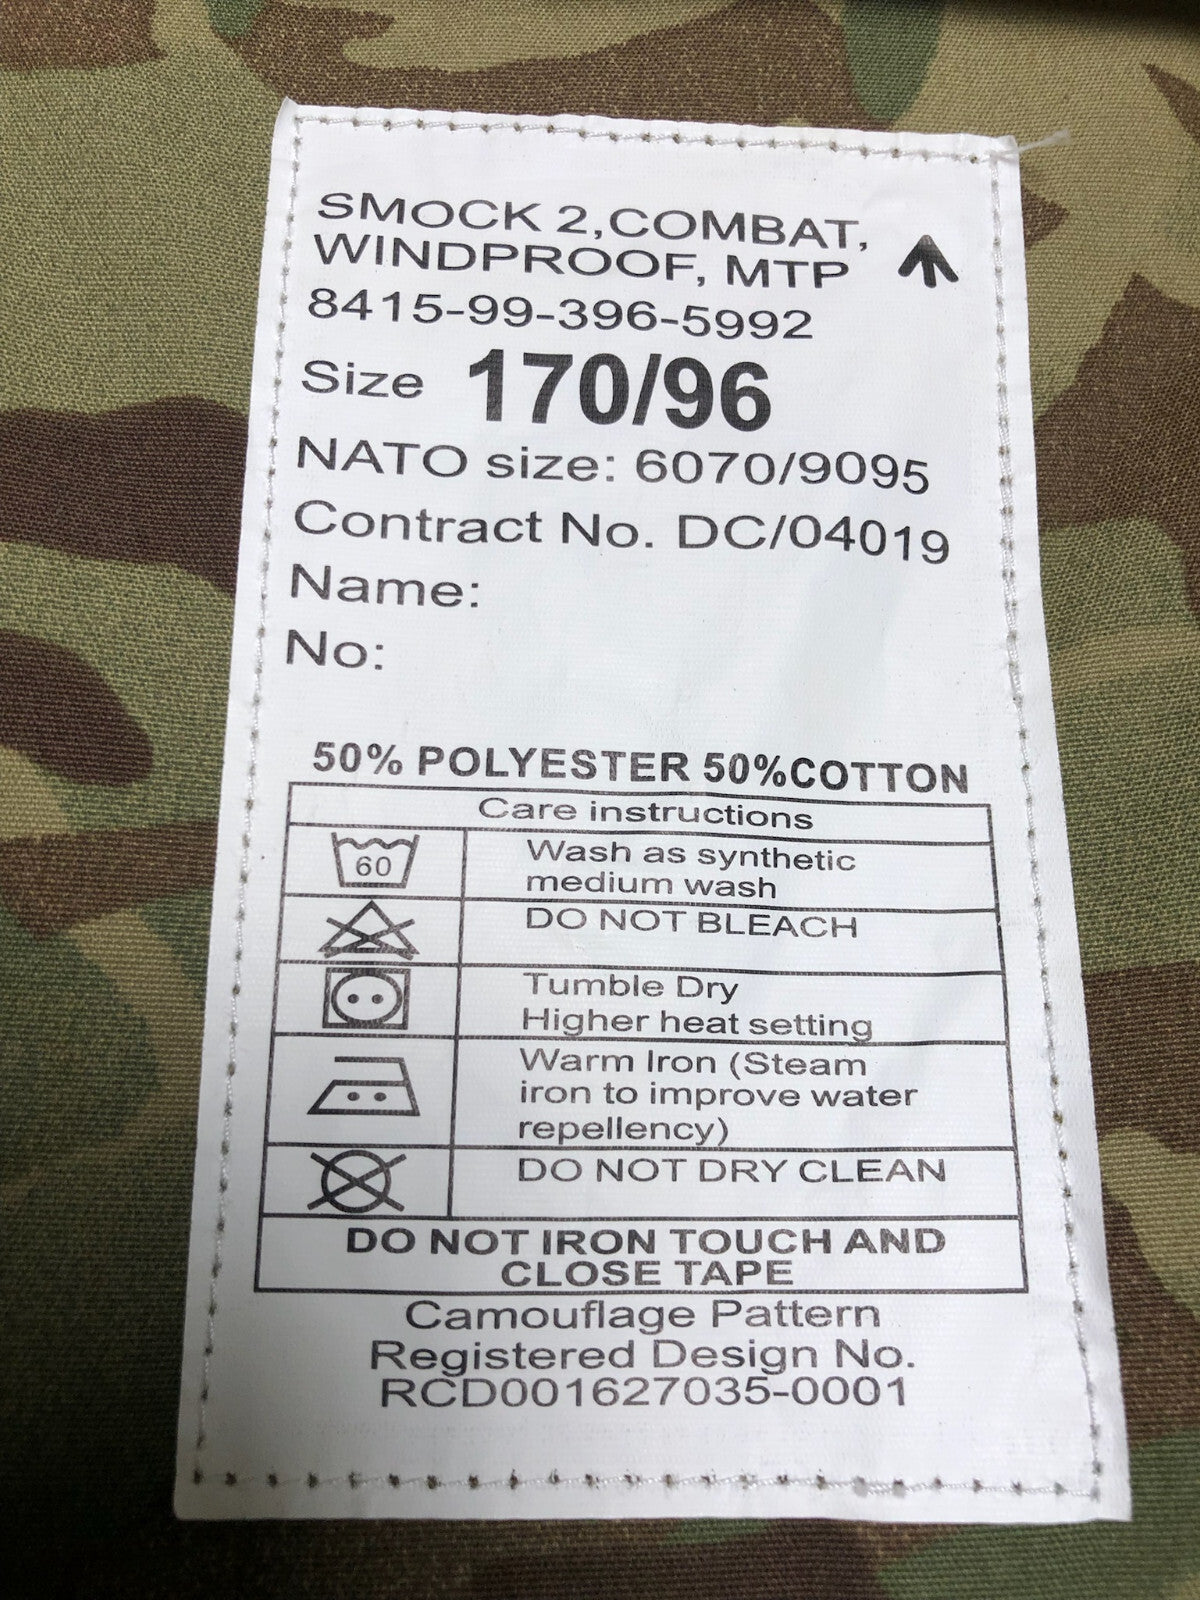 SMOCK 2,COMBAT,
WINDPROOF, MTP
8415-99-396-5992
Size 170/96
NATO size: 6070/9095
Contract No. DC/04019
Name:
No:
50% POLYESTER 50%COTTON
Care instructions
60
Wash as synthetic
medium wash
DO NOT BLEACH
Tumble Dry
Higher heat setting
Warm Iron (Steam
iron to improve water
repellency)
DO NOT DRY CLEAN
DO NOT IRON TOUCH AND
CLOSE TAPE
Camouflage Pattern
Registered Design No.
RCD001627035-0001